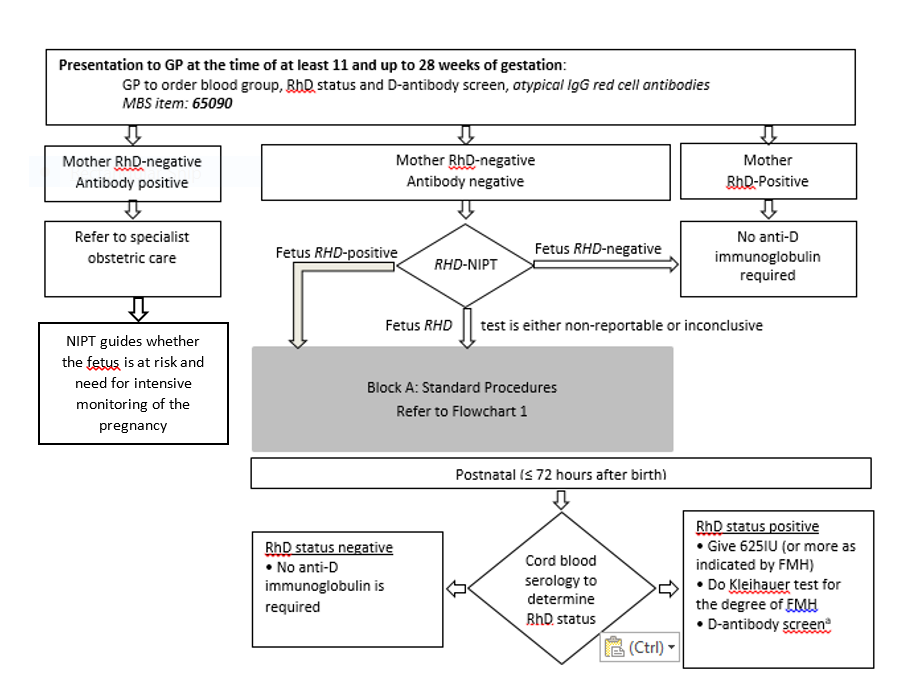 Presentation to GP at the time of at least 11 and up to 28 weeks of gestation:
GP to order blood group, RhD status and D-antibody screen, atypical IgG red cell antibodies
MBS item: 65090
Mother RhD-negative
Antibody positive
Mother RhD-negative
Antibody negative
Mother
RhD-Positive
Refer to specialist
obstetric care
Fetus RHD-positive
RHD-NIPT
Fetus RHD-negative
No anti-D
immunoglobulin
required
NIPT guides whether
the fetus is at risk and
need for intensive
monitoring of the
pregnancy
Fetus RHD test is either non-reportable or inconclusive
Block A: Standard Procedures
Refer to Flowchart 1
Postnatal (≤ 72 hours after birth)
RhD status negative
• No anti-D
immunoglobulin is
required
Cord blood
serology to
determine
RhD status
RhD status positive
• Give 625IU (or more as
indicated by FMH)
• Do Kleihauer test for
the degree of FMH
• D-antibody screenª
(Ctrl)